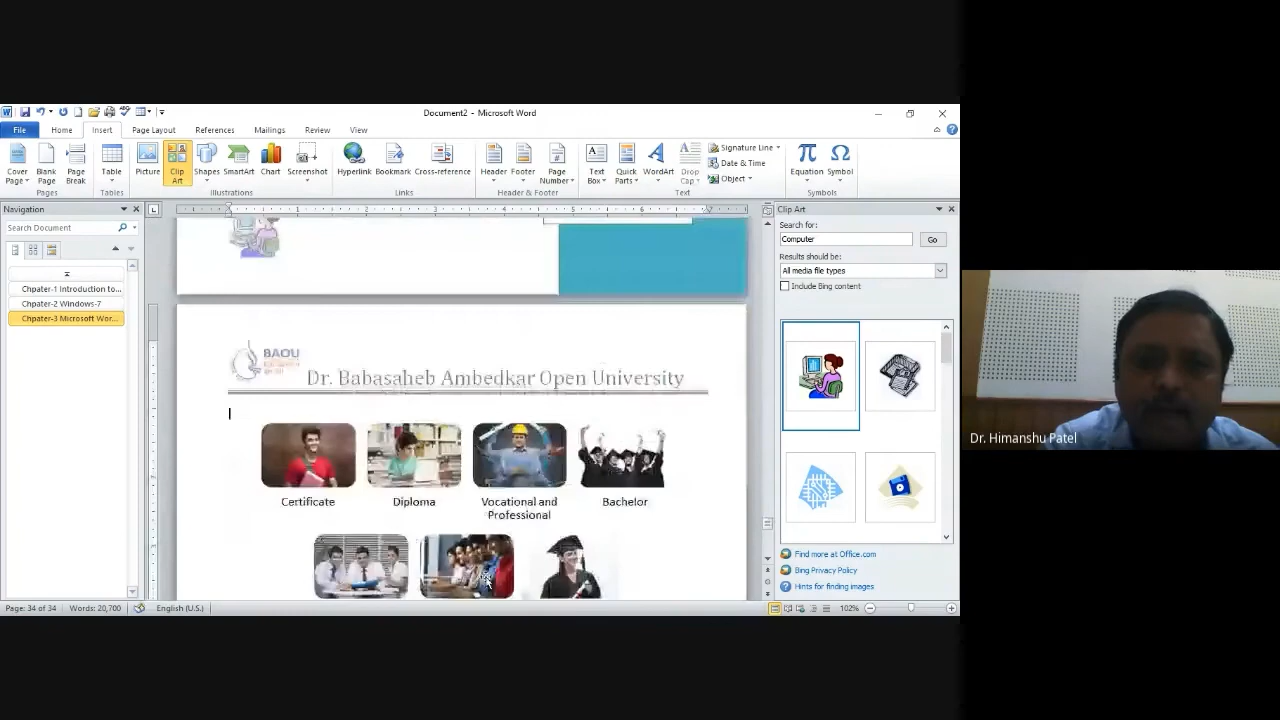 Document2 - Microsoft Word
File Home Insert Page Layout References Mailings Review View
Cover Page
Blank Page
Page Break
Pages
Table
Tables
Picture
Clip Art
Shapes
SmartArt
Chart
Screenshot
Illustrations
Hyperlink
Bookmark
Cross-reference
Links
Header
Footer
Page Number
Header & Footer
Text Box
Quick Parts
WordArt
Drop Cap
Signature Line
Date & Time
Object
Text
Equation
Symbol
Symbols
Navigation
Search Document
Chpater-1 Introduction to...
Chpater-2 Windows-7
Chpater-3 Microsoft Wor...
1 2 3 4 5 6
BAOU
Dr. Babasaheb Ambedkar Open University
Certificate
Diploma
Vocational and
Professional
Bachelor
Clip Art
Search for:
Computer
Go
Results should be:
All media file types
Include Bing content
Find more at Office.com
Bing Privacy Policy
Hints for finding images
Page: 34 of 34
Words: 20,700
English (U.S.)
102%
Dr. Himanshu Patel